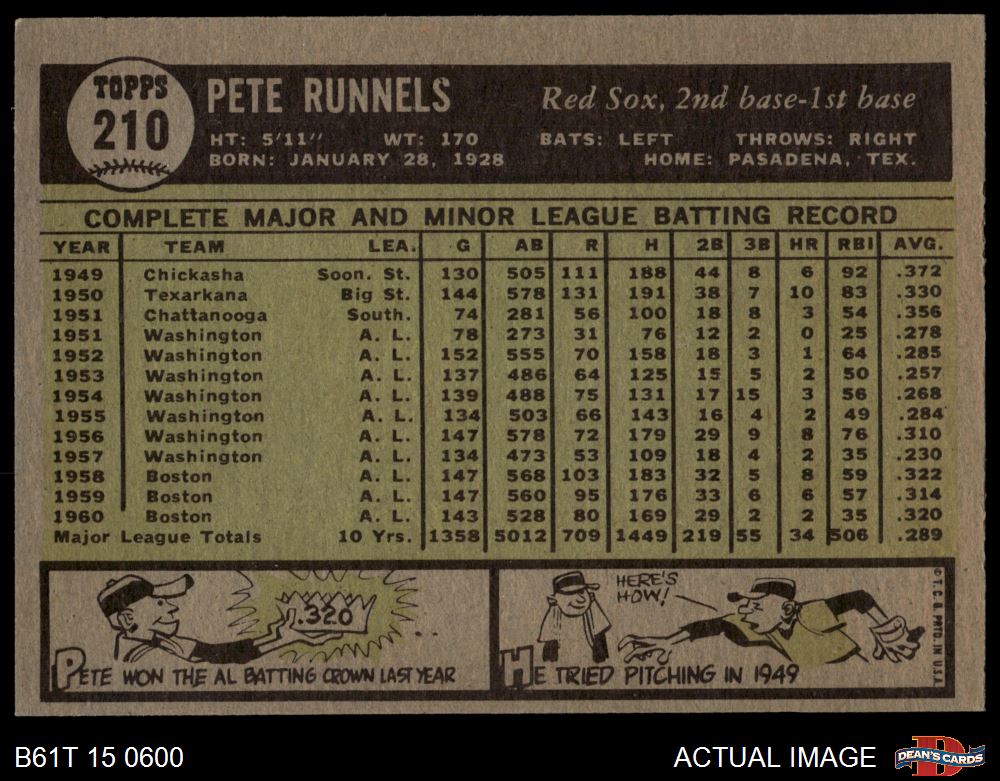 TOPPS
210
PETE RUNNELS Red Sox, 2nd base-1st base
HT: 5'11" WT: 170 BATS: LEFT THROWS: RIGHT
BORN: JANUARY 28, 1928 HOME: PASADENA, TEX.
COMPLETE MAJOR AND MINOR LEAGUE BATTING RECORD
YEAR TEAM LEA. G AB R H 2B 3B HR RBI AVG.
1949 Chickasha Soon. St. 130 505 111 188 44 8 6 92 .372
1950 Texarkana Big St. 144 578 131 191 38 7 10 83 .330
1951 Chattanooga South. 74 281 56 100 18 8 3 54 .356
1951 Washington A. L. 78 273 31 76 12 2 0 25 .278
1952 Washington A. L. 152 555 70 158 18 3 1 64 .285
1953 Washington A. L. 137 486 64 125 15 5 2 50 .257
1954 Washington A. L. 139 488 75 131 17 15 3 56 .268
1955 Washington A. L. 134 503 66 143 16 4 2 49 .284
1956 Washington A. L. 147 578 72 179 29 9 8 76 .310
1957 Washington A. L. 134 473 53 109 18 4 2 35 .230
1958 Boston A. L. 147 568 103 183 32 5 8 59 .322
1959 Boston A. L. 147 560 95 176 33 6 6 57 .314
1960 Boston A. L. 143 528 80 169 29 2 2 35 .320
Major League Totals 10 Yrs. 1358 5012 709 1449 219 55 34 506 .289
.320
PETE WON THE AL BATTING CROWN LAST YEAR
HERE'S
HOW!
HE TRIED PITCHING IN 1949
© T. C. G. PRTD. IN U.S.A.
B61T 15 0600 ACTUAL IMAGE
D
DEAN'S CARDS